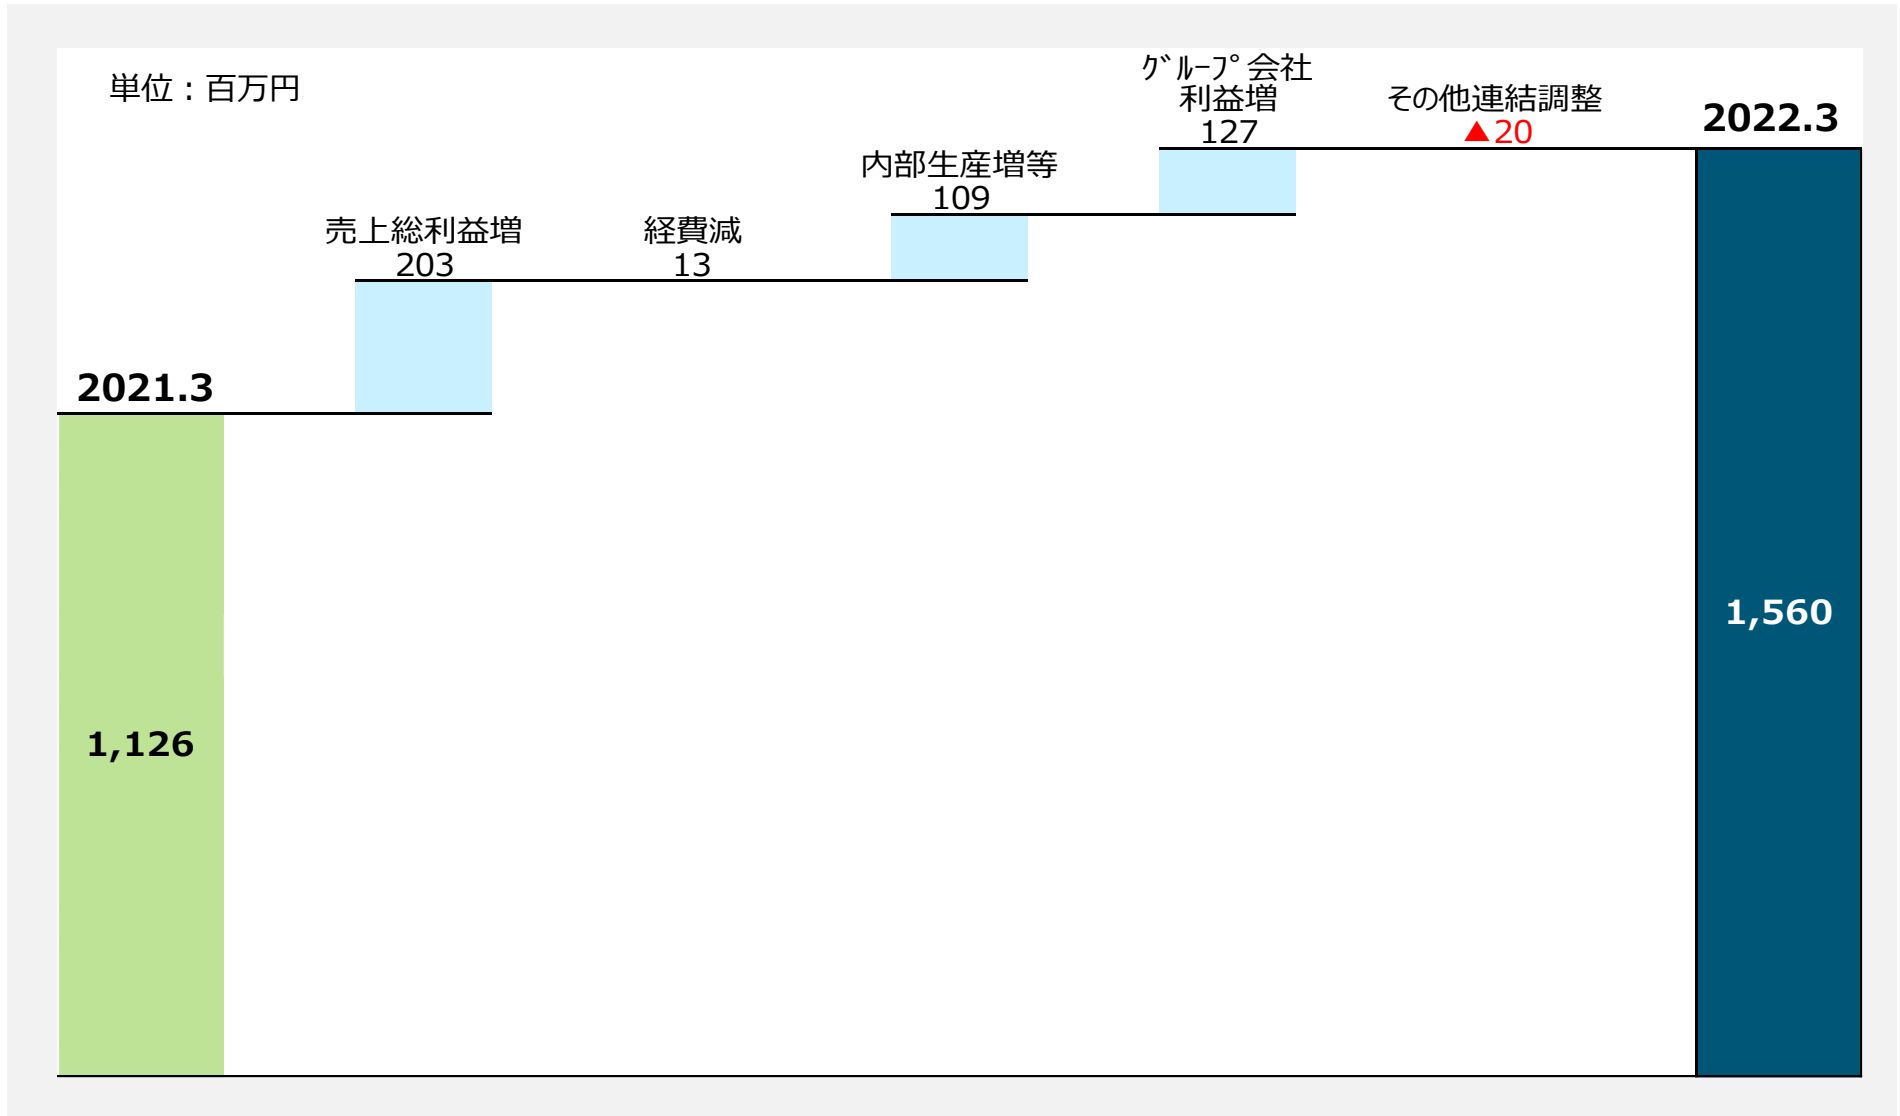 単位：百万円
ｸﾞﾙｰﾌﾟ会社
利益増
127
その他連結調整
▲20
2022.3
内部生産増等
109
売上総利益増
203
経費減
13
2021.3
1,560
1,126